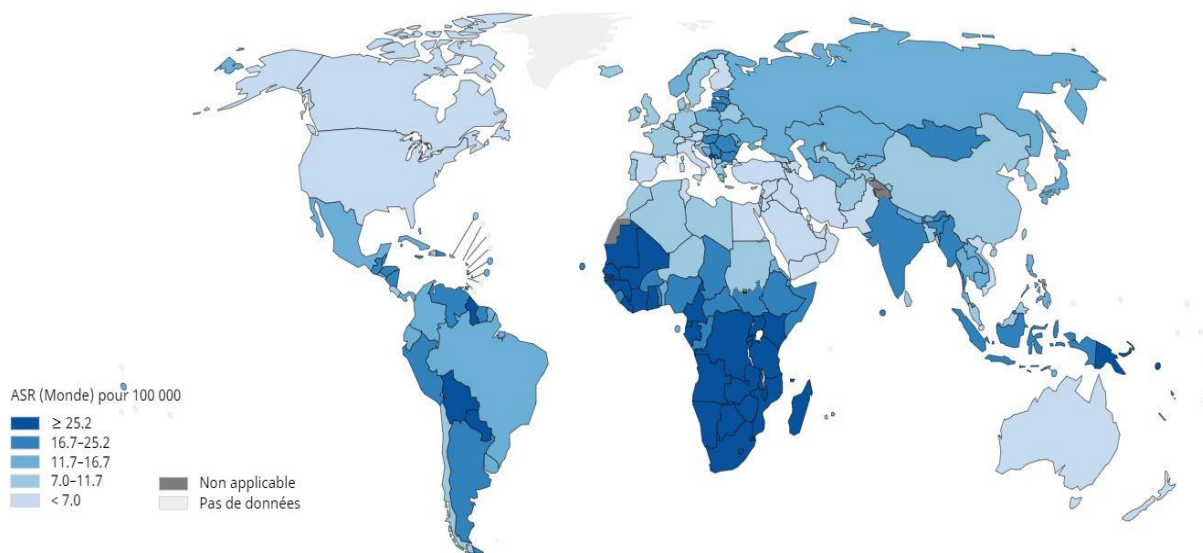 ASR (Monde) pour 100 000
≥ 25.2
16.7–25.2
11.7–16.7
7.0–11.7
< 7.0
Non applicable
Pas de données